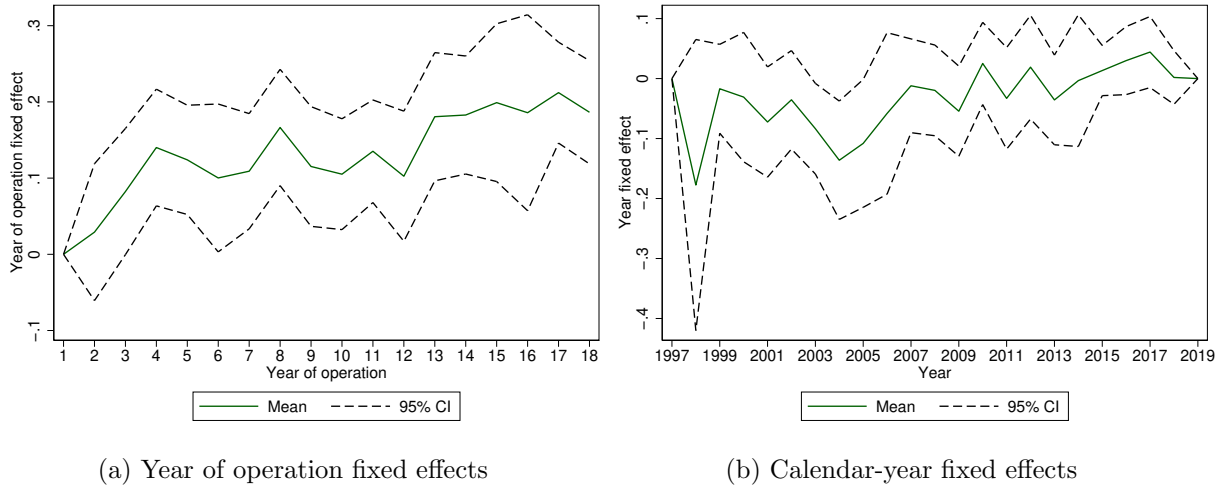 .3
.2
.1
0
-.1
Year of operation fixed effect
1 2 3 4 5 6 7 8 9 10 11 12 13 14 15 16 17 18
Year of operation
Mean 95% CI
(a) Year of operation fixed effects
.1
0
-.1
-.2
-.3
-.4
Year fixed effect
1997 1999 2001 2003 2005 2007 2009 2011 2013 2015 2017 2019
Year
Mean 95% CI
(b) Calendar-year fixed effects